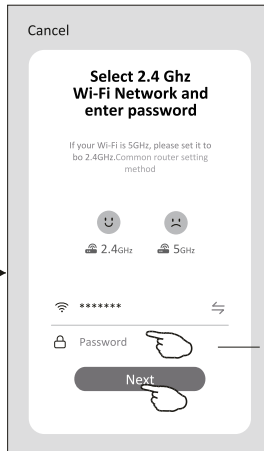 Cancel
Select 2.4 Ghz
Wi-Fi Network and
enter password
If your Wi-Fi is 5GHz, please set it to
bo 2.4GHz.Common router setting
method
2.4GHz 5GHz
*******
Password
Next